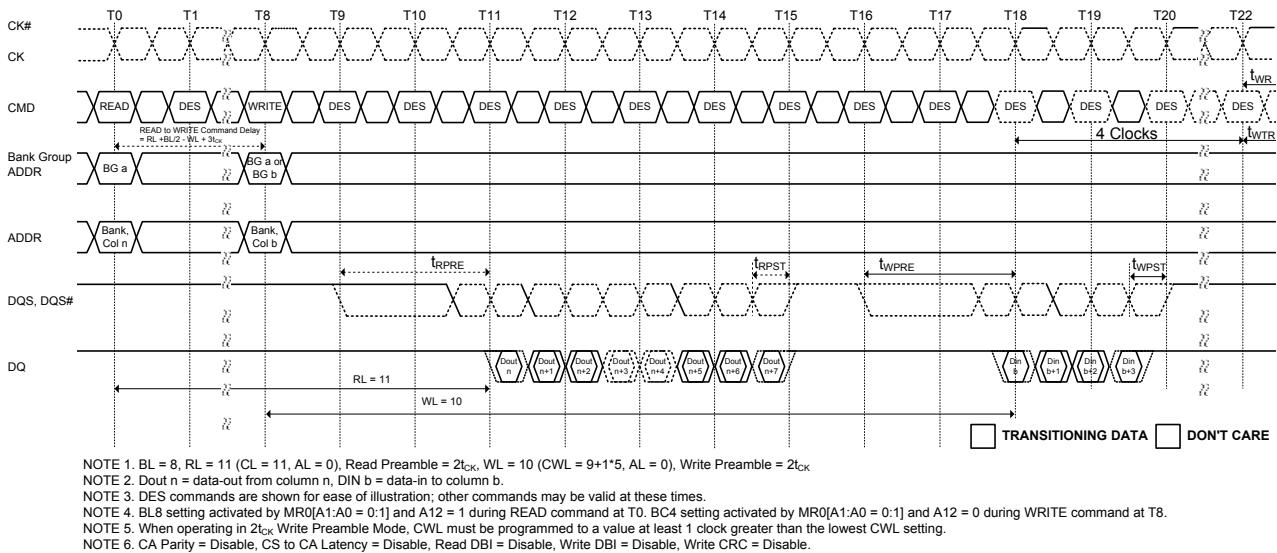 T0 T1 T8 T9 T10 T11 T12 T13 T14 T15 T16 T17 T18 T19 T20 T22
CK#
CK
tWR
CMD READ DES WRITE DES DES DES DES DES DES DES DES DES DES DES DES DES
READ to WRITE Command Delay
= RL +BL/2 - WL + 3tCK
4 Clocks tWTR
Bank Group
ADDR
BG a
BG a or
BG b
ADDR
Bank,
Col n
Bank,
Col b
tRPRE tRPST tWPRE tWPST
DQS, DQS#
DQ
Dout
n
Dout
n+1
Dout
n+2
Dout
n+3
Dout
n+4
Dout
n+5
Dout
n+6
Dout
n+7
Din
b
Din
b+1
Din
b+2
Din
b+3
RL = 11
WL = 10
TRANSITIONING DATA DON'T CARE
NOTE 1. BL = 8, RL = 11 (CL = 11, AL = 0), Read Preamble = 2tCK, WL = 10 (CWL = 9+1*5, AL = 0), Write Preamble = 2tCK
NOTE 2. Dout n = data-out from column n, DIN b = data-in to column b.
NOTE 3. DES commands are shown for ease of illustration; other commands may be valid at these times.
NOTE 4. BL8 setting activated by MR0[A1:A0 = 0:1] and A12 = 1 during READ command at T0. BC4 setting activated by MR0[A1:A0 = 0:1] and A12 = 0 during WRITE command at T8.
NOTE 5. When operating in 2tCK Write Preamble Mode, CWL must be programmed to a value at least 1 clock greater than the lowest CWL setting.
NOTE 6. CA Parity = Disable, CS to CA Latency = Disable, Read DBI = Disable, Write DBI = Disable, Write CRC = Disable.